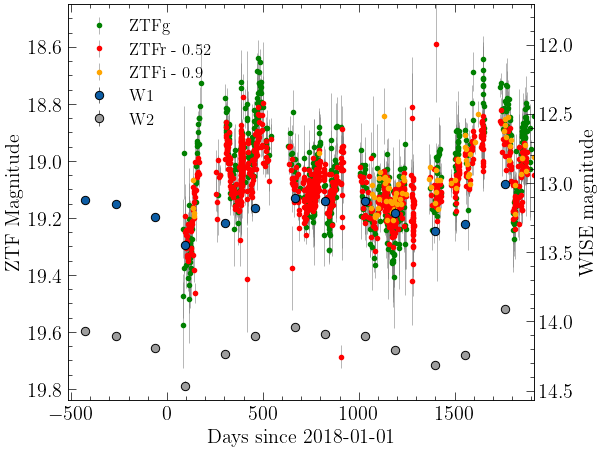 ZTFg
ZTFr - 0.52
ZTFi - 0.9
W1
W2
18.6
18.8
19.0
19.2
19.4
19.6
19.8
ZTF Magnitude
12.0
12.5
13.0
13.5
14.0
14.5
WISE magnitude
−500 0 500 1000 1500
Days since 2018-01-01